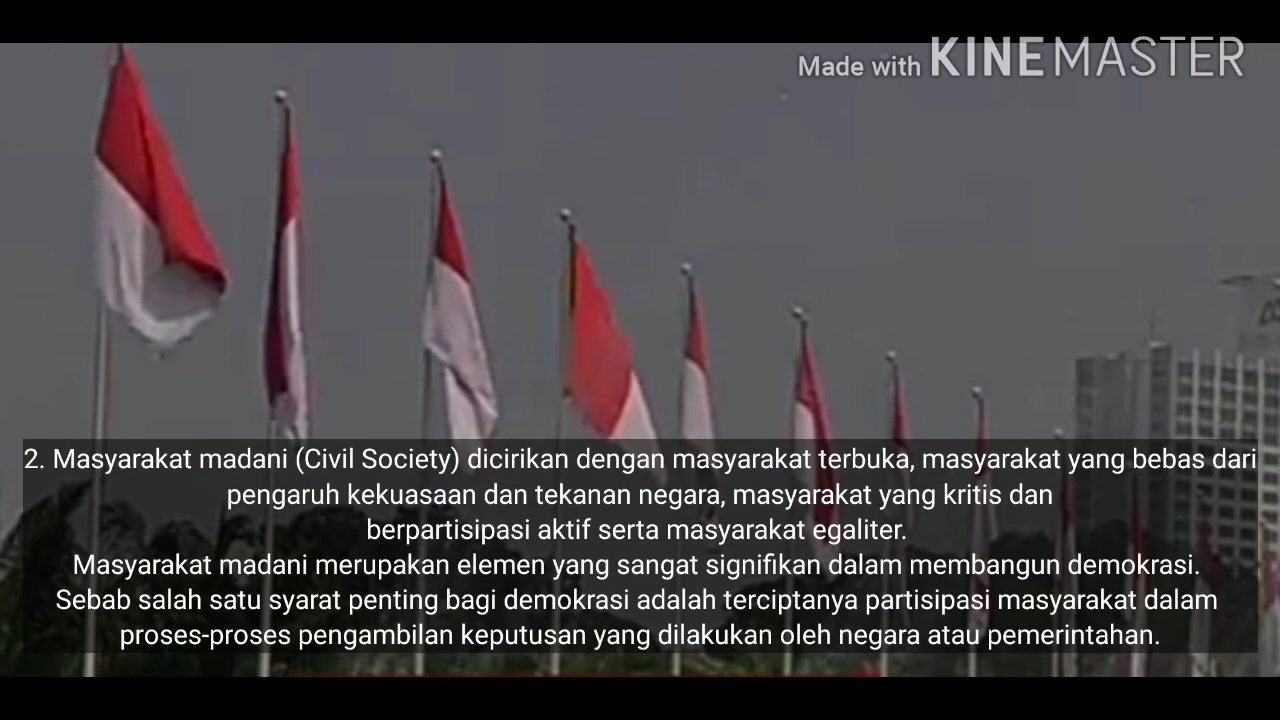 Made with KINEMASTER
2. Masyarakat madani (Civil Society) dicirikan dengan masyarakat terbuka, masyarakat yang bebas dari
pengaruh kekuasaan dan tekanan negara, masyarakat yang kritis dan
berpartisipasi aktif serta masyarakat egaliter.
Masyarakat madani merupakan elemen yang sangat signifikan dalam membangun demokrasi.
Sebab salah satu syarat penting bagi demokrasi adalah terciptanya partisipasi masyarakat dalam
proses-proses pengambilan keputusan yang dilakukan oleh negara atau pemerintahan.